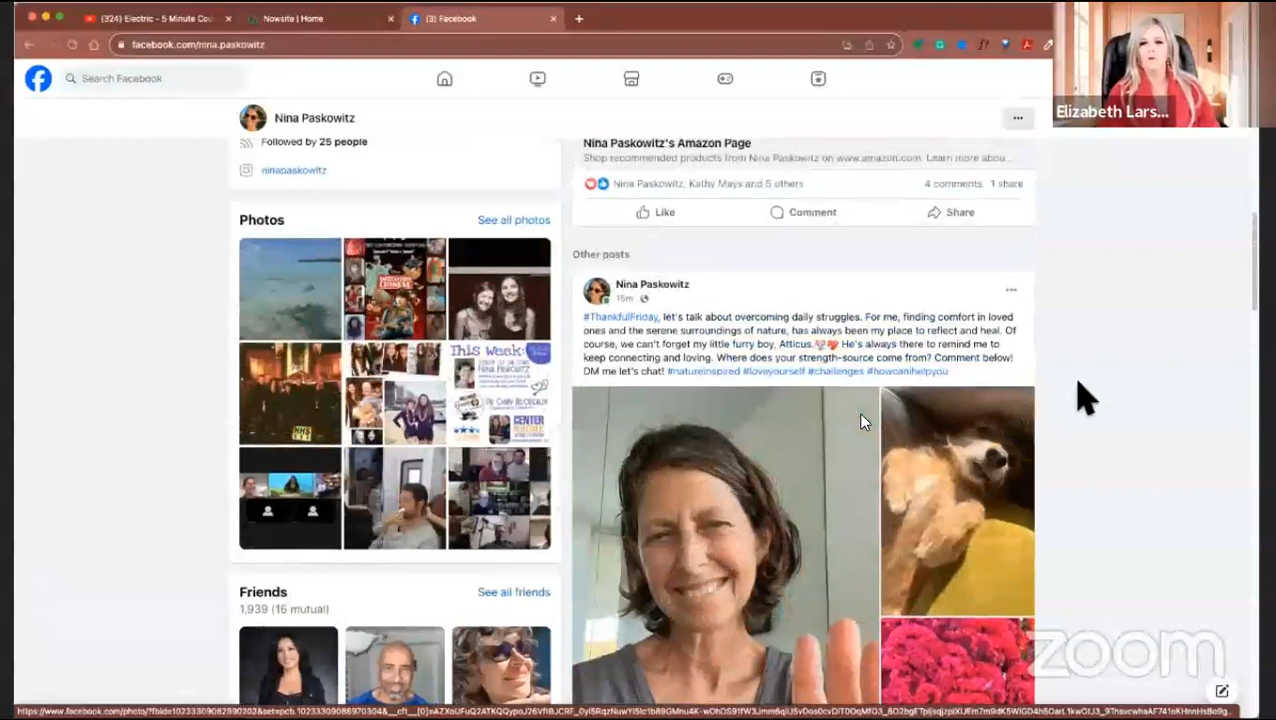 (324) Electric - 5 Minute Cou
Nowsite | Home
(3) Facebook
facebook.com/nina.paskowitz
Search Facebook
Elizabeth Lars...
Nina Paskowitz
Followed by 25 people
ninapaskowitz
Photos
See all photos
THIS WEEK:
NINA PASKOWITZ
CENTER
Friends
See all friends
1,939 (16 mutual)
Nina Paskowitz's Amazon Page
Shop recommended products from Nina Paskowitz on www.amazon.com. Learn more abou...
Nina Paskowitz, Kathy Mays and 5 others
4 comments 1 share
Like
Comment
Share
Other posts
Nina Paskowitz
15m
#ThankfulFriday, let's talk about overcoming daily struggles. For me, finding comfort in loved
ones and the serene surroundings of nature, has always been my place to reflect and heal. Of
course, we can't forget my little furry boy, Atticus. He's always there to remind me to
keep connecting and loving. Where does your strength-source come from? Comment below!
DM me let's chat! #natureinspired #loveyourself #challenges #howcanihelpyou
zoom